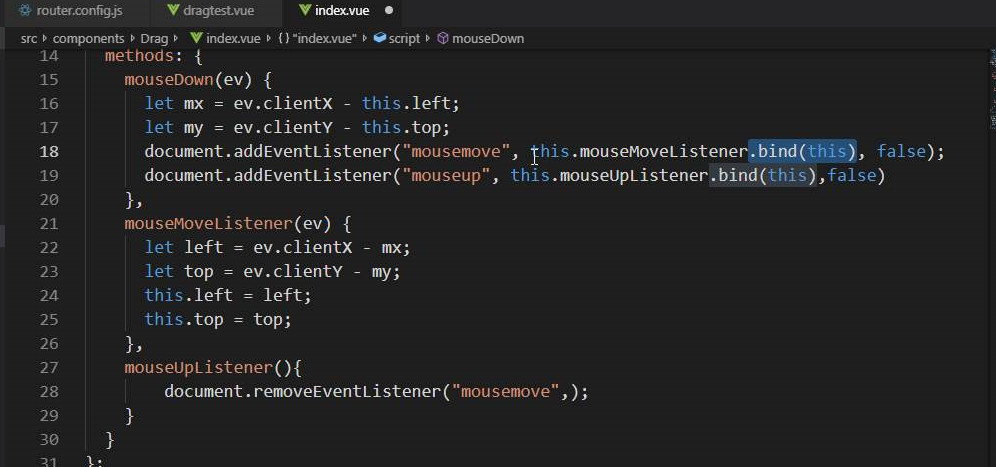 router.config.js dragtest.vue index.vue
src components Drag index.vue {} "index.vue" script mouseDown
14 methods: {
15 mouseDown(ev) {
16 let mx = ev.clientX - this.left;
17 let my = ev.clientY - this.top;
18 document.addEventListener("mousemove", this.mouseMoveListener.bind(this), false);
19 document.addEventListener("mouseup", this.mouseUpListener.bind(this),false)
20 },
21 mouseMoveListener(ev) {
22 let left = ev.clientX - mx;
23 let top = ev.clientY - my;
24 this.left = left;
25 this.top = top;
26 },
27 mouseUpListener(){
28 document.removeEventListener("mousemove",);
29 }
30 }
31 };